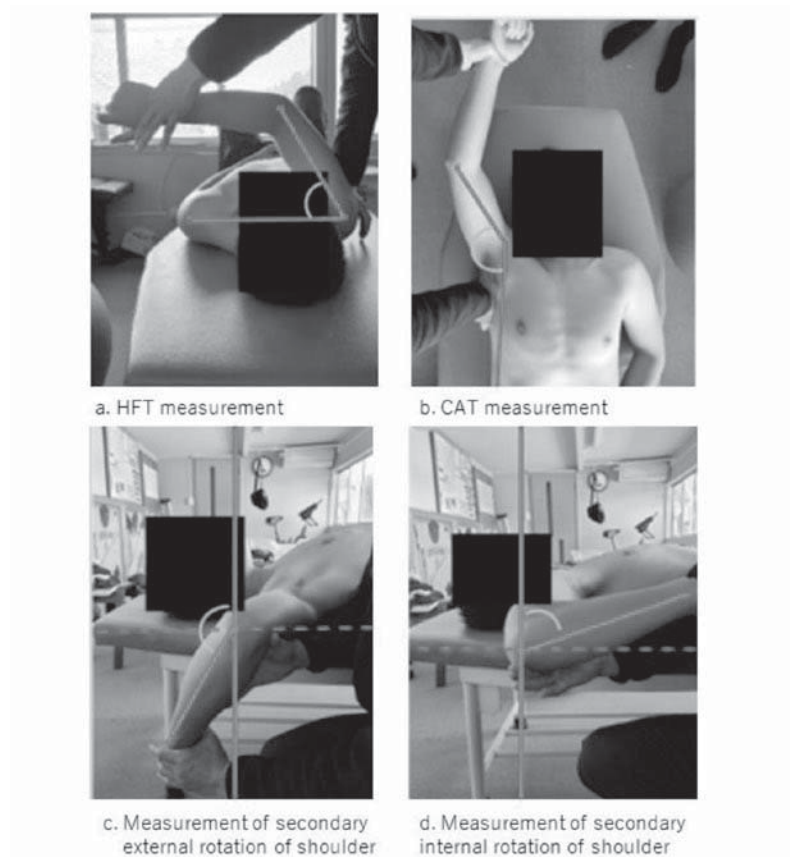 a. HFT measurement
b. CAT measurement
c. Measurement of secondary
external rotation of shoulder
d. Measurement of secondary
internal rotation of shoulder